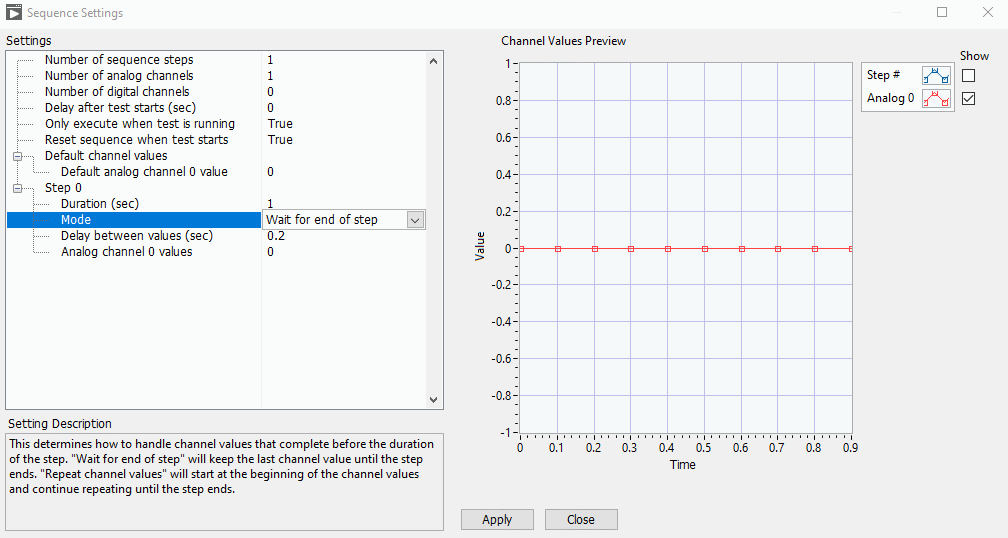 Sequence Settings
Settings
Number of sequence steps 1
Number of analog channels 1
Number of digital channels 0
Delay after test starts (sec) 0
Only execute when test is running True
Reset sequence when test starts True
Default channel values
Default analog channel 0 value 0
Step 0
Duration (sec) 1
Mode Wait for end of step
Delay between values (sec) 0.2
Analog channel 0 values 0
Setting Description
This determines how to handle channel values that complete before the duration
of the step. "Wait for end of step" will keep the last channel value until the step
ends. "Repeat channel values" will start at the beginning of the channel values
and continue repeating until the step ends.
Channel Values Preview
Show
Step #
Analog 0
Value
1
0.8
0.6
0.4
0.2
0
-0.2
-0.4
-0.6
-0.8
-1
0 0.1 0.2 0.3 0.4 0.5 0.6 0.7 0.8 0.9
Time
Apply Close